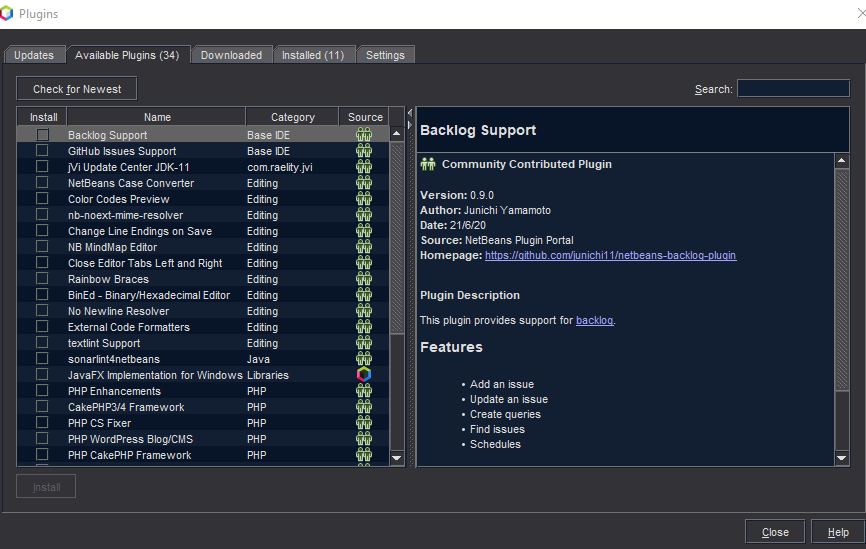 Plugins
Updates Available Plugins (34) Downloaded Installed (11) Settings
Check for Newest
Search:
Install Name Category Source
Backlog Support Base IDE
GitHub Issues Support Base IDE
jVi Update Center JDK-11 com.raelity.jvi
NetBeans Case Converter Editing
Color Codes Preview Editing
nb-noext-mime-resolver Editing
Change Line Endings on Save Editing
NB MindMap Editor Editing
Close Editor Tabs Left and Right Editing
Rainbow Braces Editing
BinEd - Binary/Hexadecimal Editor Editing
No Newline Resolver Editing
External Code Formatters Editing
textlint Support Editing
sonarlint4netbeans Java
JavaFX Implementation for Windows Libraries
PHP Enhancements PHP
CakePHP3/4 Framework PHP
PHP CS Fixer PHP
PHP WordPress Blog/CMS PHP
PHP CakePHP Framework PHP
Install
Backlog Support
Community Contributed Plugin
Version: 0.9.0
Author: Junichi Yamamoto
Date: 21/6/20
Source: NetBeans Plugin Portal
Homepage: https://github.com/junichi11/netbeans-backlog-plugin
Plugin Description
This plugin provides support for backlog.
Features
• Add an issue
• Update an issue
• Create queries
• Find issues
• Schedules
Close Help